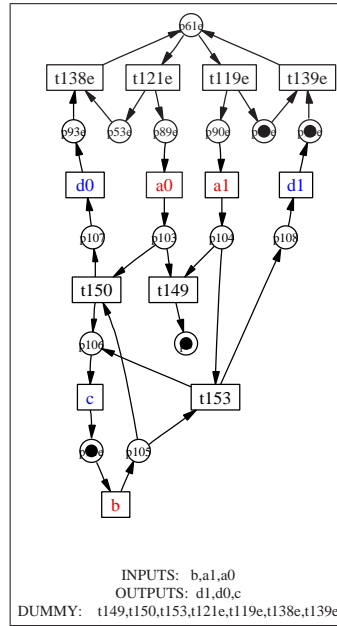 p61e
t138e t121e t119e t139e
p93e p53e p89e p90e
d0 a0 a1 d1
p107 p103 p104 p108
t150 t149
p106
c t153
p105
b
INPUTS: b,a1,a0
OUTPUTS: d1,d0,c
DUMMY: t149,t150,t153,t121e,t119e,t138e,t139e